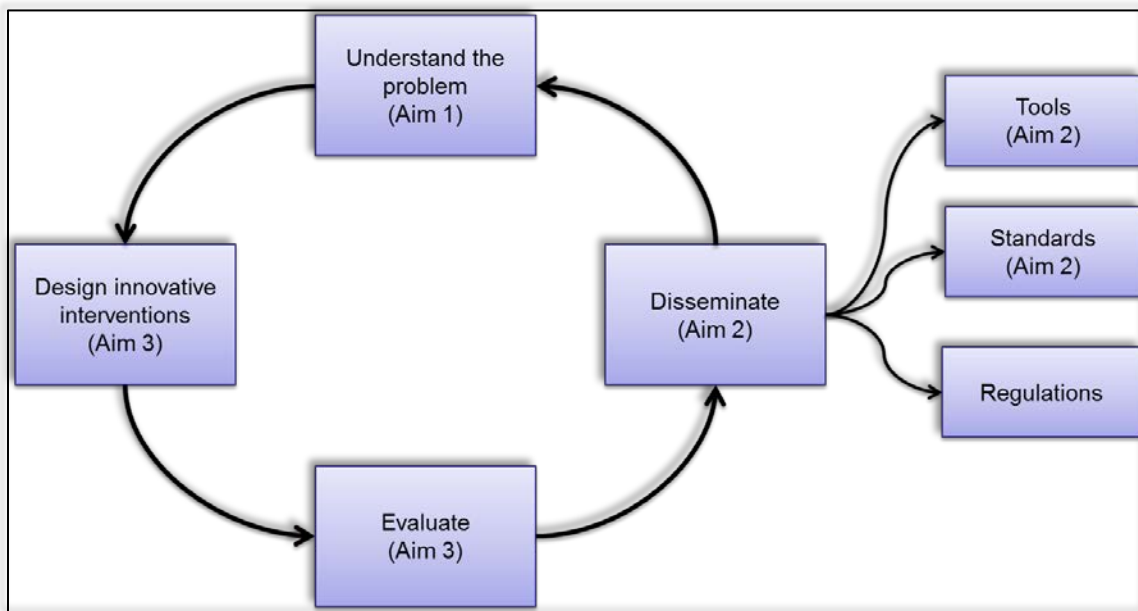 Understand the
problem
(Aim 1)
Design innovative
interventions
(Aim 3)
Evaluate
(Aim 3)
Disseminate
(Aim 2)
Tools
(Aim 2)
Standards
(Aim 2)
Regulations